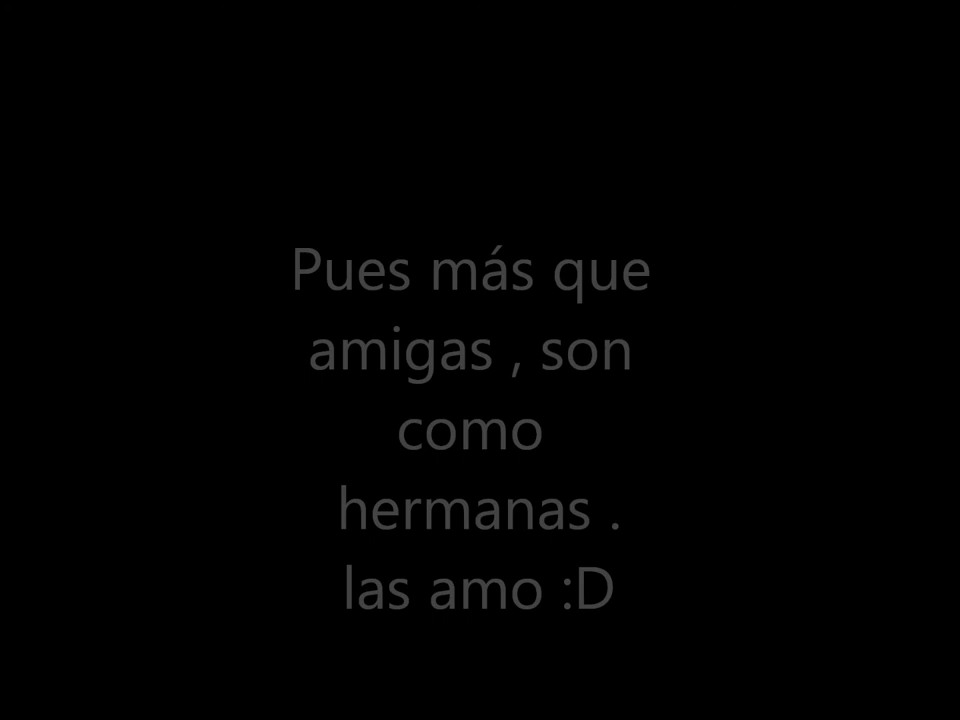 Pues más que
amigas , son
como
hermanas .
las amo :D